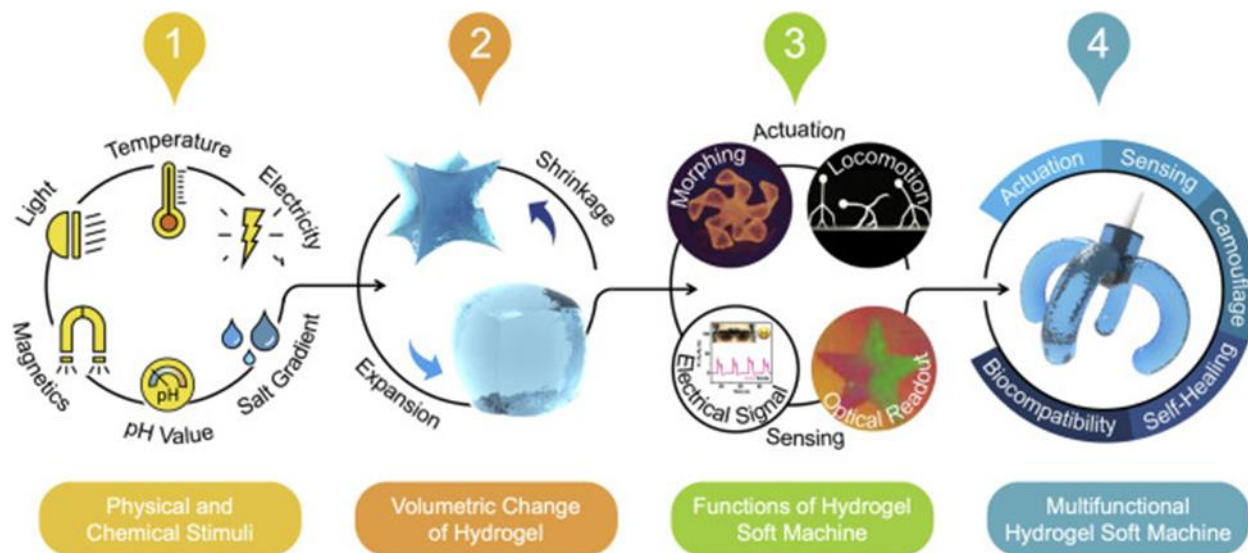 1
2
3
4
Temperature
Light
Electricity
Magnetics
pH
pH Value
Salt Gradient
Shrinkage
Expansion
Actuation
Morphing
Locomotion
Electrical Signal
Optical Readout
Sensing
Actuation
Sensing
Camouflage
Self-Healing
Biocompatibility
Physical and
Chemical Stimuli
Volumetric Change
of Hydrogel
Functions of Hydrogel
Soft Machine
Multifunctional
Hydrogel Soft Machine